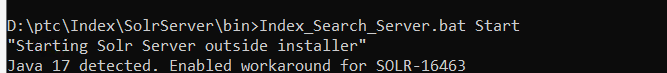 D:\ptc\Index\SolrServer\bin>Index_Search_Server.bat Start
"Starting Solr Server outside installer"
Java 17 detected. Enabled workaround for SOLR-16463